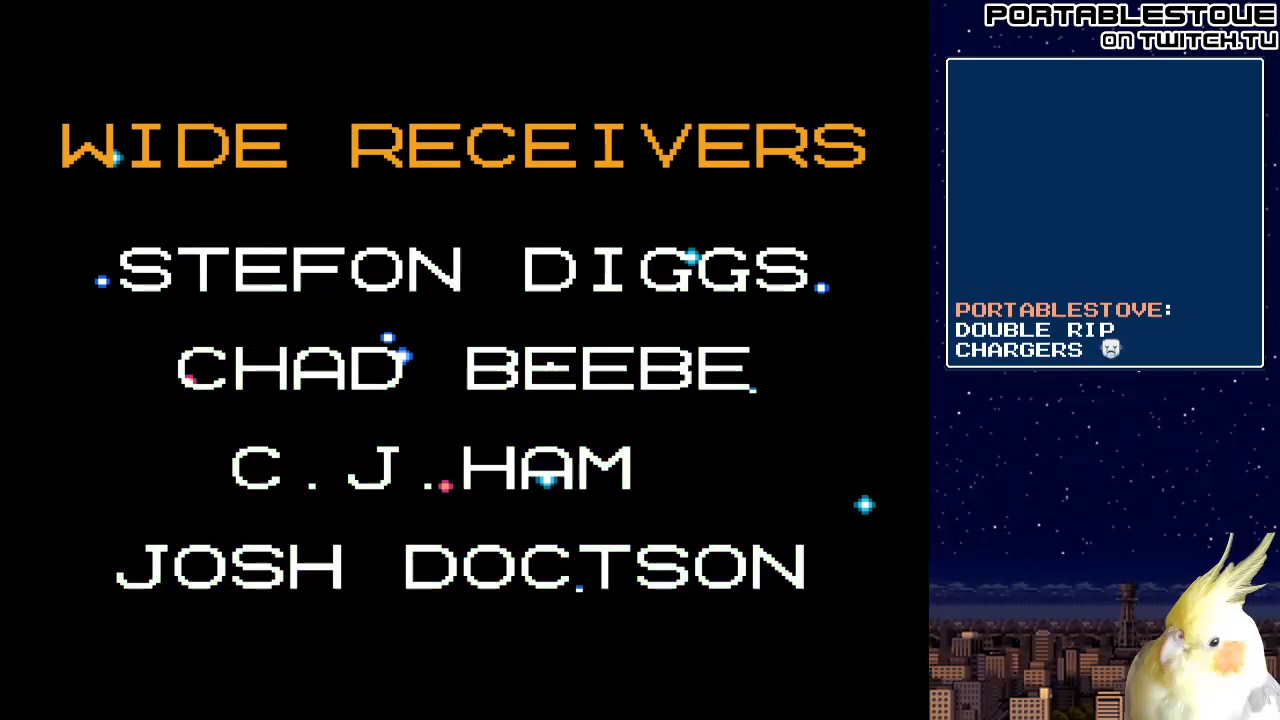 WIDE RECEIVERS
STEFON DIGGS
CHAD BEEBE
C.J.HAM
JOSH DOCTSON
PORTABLESTOVE
ON TWITCH.TV
PORTABLESTOVE:
DOUBLE RIP
CHARGERS